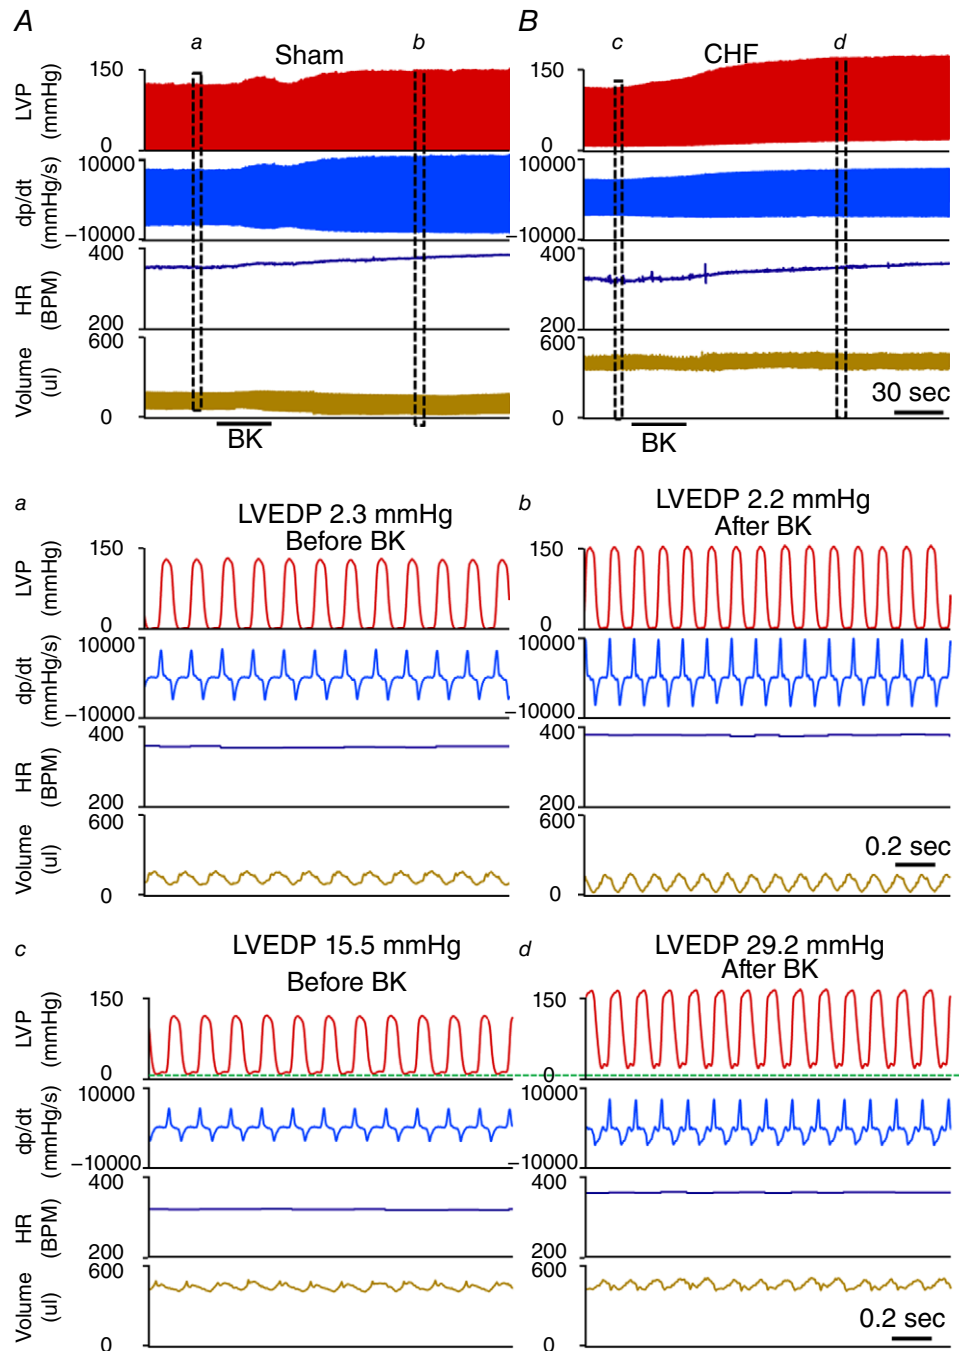 A
B
a
Sham
b
c
CHF
d
LVP
(mmHg)
150
0
150
0
dp/dt
(mmHg/s)
10000
−10000
10000
−10000
HR
(BPM)
400
200
400
200
Volume
(ul)
600
0
600
0
30 sec
BK
BK
a
LVEDP 2.3 mmHg
Before BK
b
LVEDP 2.2 mmHg
After BK
LVP
(mmHg)
150
0
150
0
dp/dt
(mmHg/s)
10000
−10000
10000
−10000
HR
(BPM)
400
200
400
200
Volume
(ul)
600
0
600
0
0.2 sec
c
LVEDP 15.5 mmHg
Before BK
d
LVEDP 29.2 mmHg
After BK
LVP
(mmHg)
150
0
150
0
dp/dt
(mmHg/s)
10000
−10000
10000
−10000
HR
(BPM)
400
200
400
200
Volume
(ul)
600
0
600
0
0.2 sec